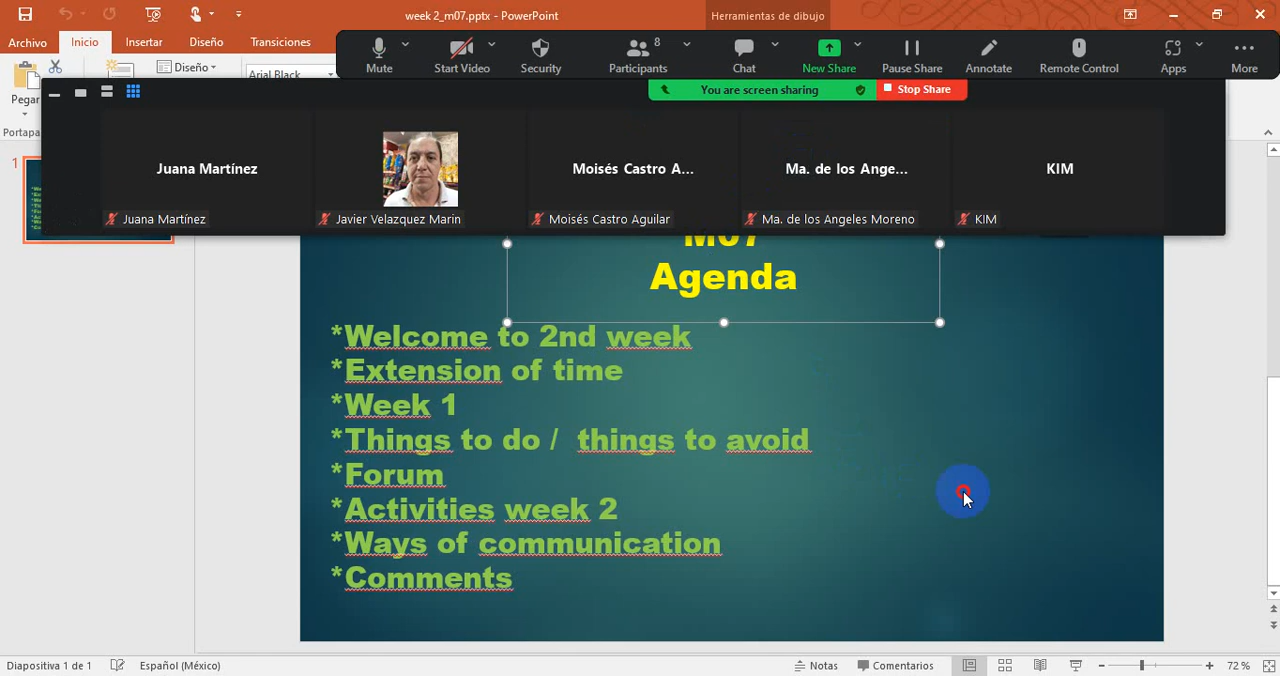 week 2_m07.pptx - PowerPoint
Herramientas de dibujo
Archivo
Inicio
Insertar
Diseño
Transiciones
Pegar
Diseño
Arial Black
Mute
Start Video
Security
Participants
8
Chat
New Share
Pause Share
Annotate
Remote Control
Apps
More
You are screen sharing
Stop Share
Juana Martínez
Moisés Castro A...
Ma. de los Ange...
KIM
Juana Martínez
Javier Velazquez Marin
Moisés Castro Aguilar
Ma. de los Angeles Moreno
KIM
1
M07
Agenda
*Welcome to 2nd week
*Extension of time
*Week 1
*Things to do / things to avoid
*Forum
*Activities week 2
*Ways of communication
*Comments
Diapositiva 1 de 1
Español (México)
Notas
Comentarios
72 %